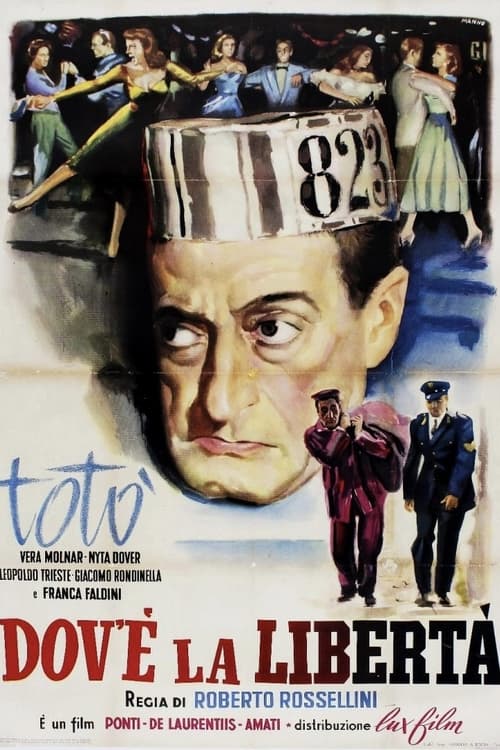 MANNO
823
totò
VERA MOLNAR - NYTA DOVER
LEOPOLDO TRIESTE - GIACOMO RONDINELLA
e FRANCA FALDINI
DOV'È LA LIBERTÀ
REGIA DI ROBERTO ROSSELLINI
È un film PONTI - DE LAURENTIIS - AMATI * distribuzione lux film